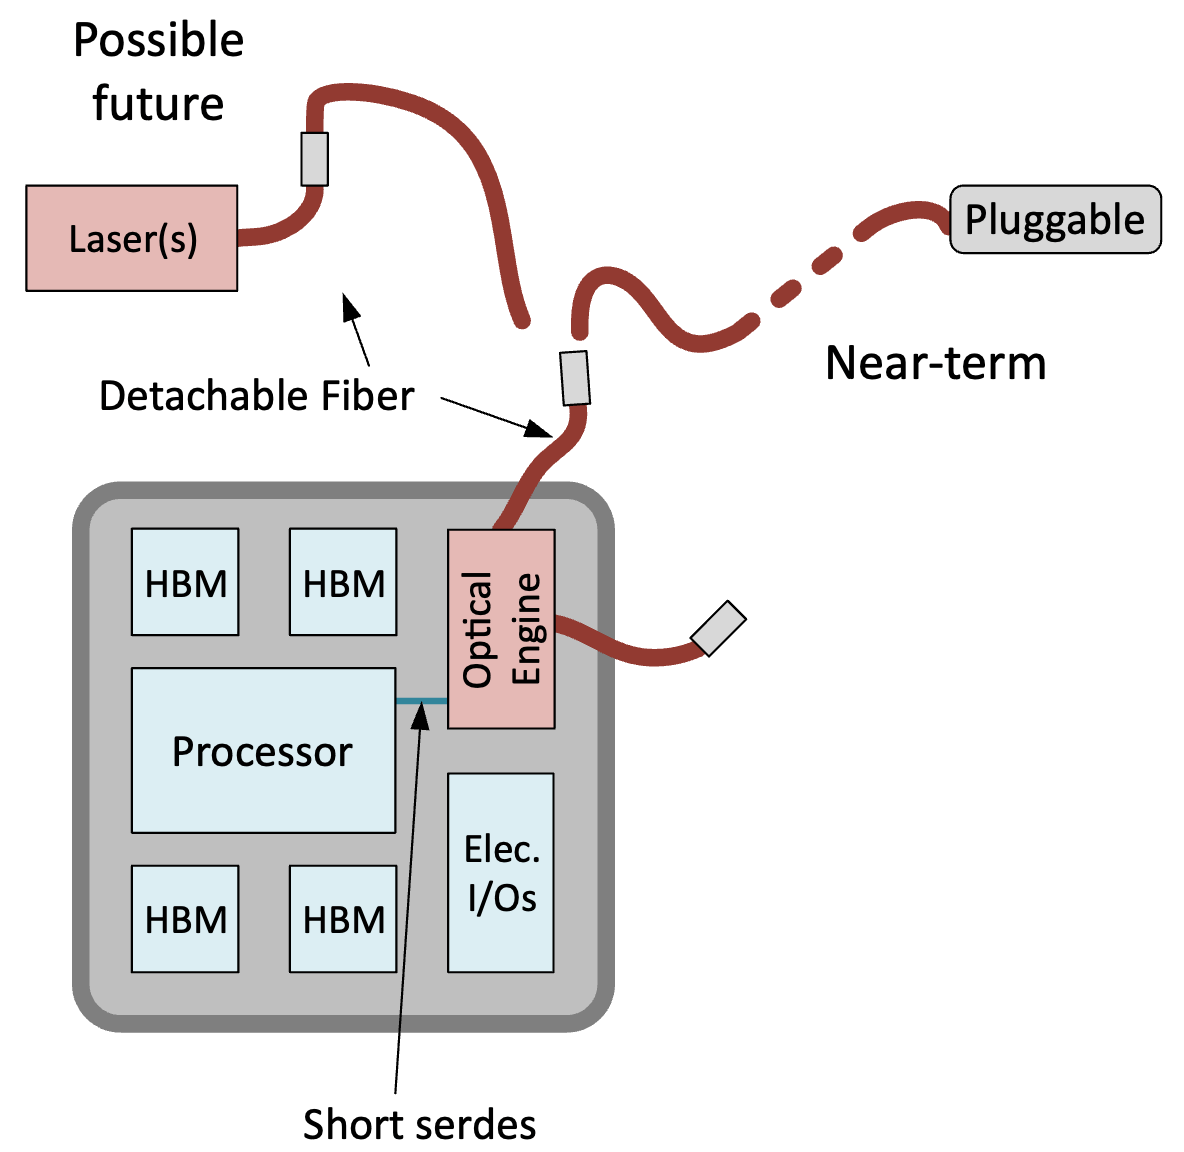 Possible
future
Laser(s)
Pluggable
Near-term
Detachable Fiber
HBM
HBM
Optical
Engine
Processor
Elec.
I/Os
HBM
HBM
Short serdes